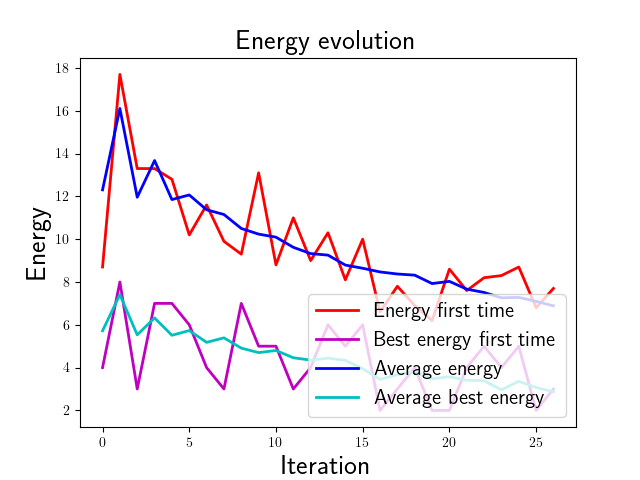 Energy evolution
Energy
18
16
14
12
10
8
6
4
2
Energy first time
Best energy first time
Average energy
Average best energy
0 5 10 15 20 25
Iteration